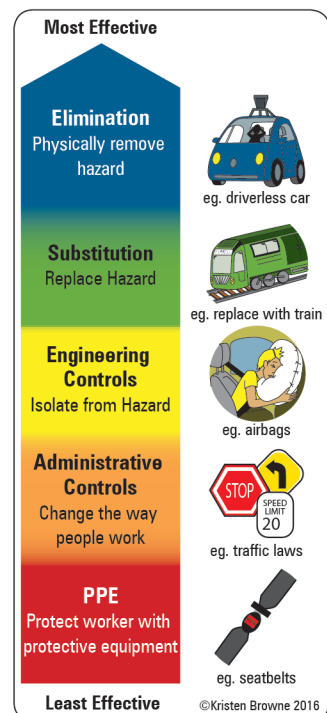 Most Effective
Elimination
Physically remove
hazard
eg. driverless car
Substitution
Replace Hazard
eg. replace with train
Engineering
Controls
Isolate from Hazard
eg. airbags
Administrative
Controls
Change the way
people work
STOP
SPEED
LIMIT
20
eg. traffic laws
PPE
Protect worker with
protective equipment
eg. seatbelts
Least Effective
©Kristen Browne 2016